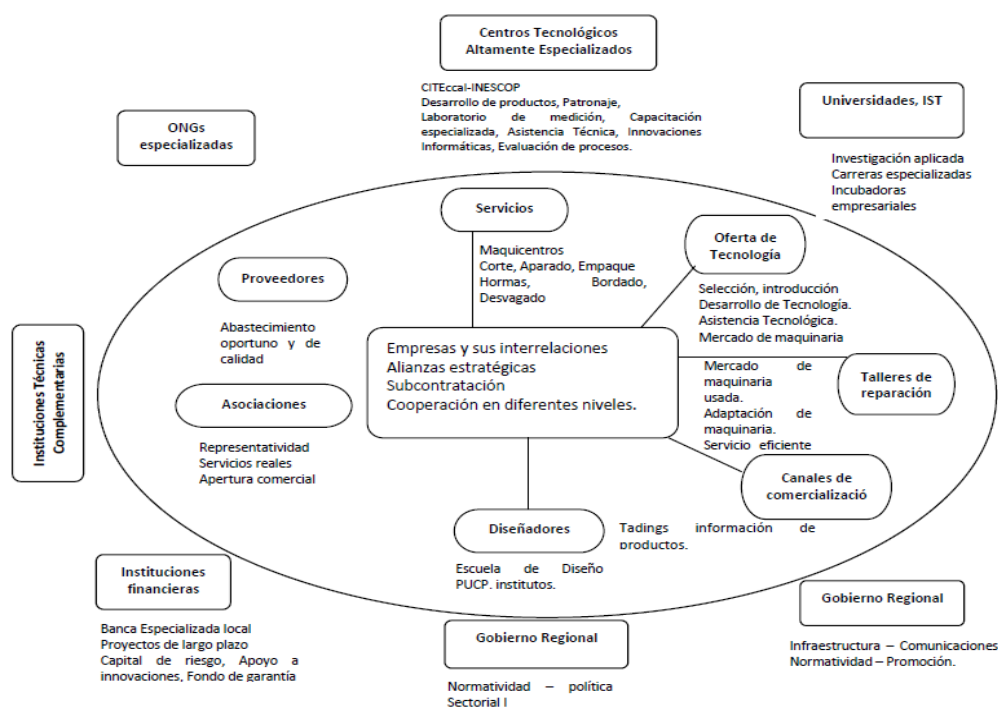 Centros Tecnológicos
Altamente Especializados
CITEccal-INESCOP
Desarrollo de productos, Patronaje,
Laboratorio de medición, Capacitación
especializada, Asistencia Técnica, Innovaciones
Informáticas, Evaluación de procesos.
Universidades, IST
Investigación aplicada
Carreras especializadas
Incubadoras
empresariales
ONGs
especializadas
Servicios
Maquicentros
Corte, Aparado, Empaque
Hormas, Bordado,
Desvagado
Oferta de
Tecnología
Selección, introducción
Desarrollo de Tecnología.
Asistencia Tecnológica.
Mercado de maquinaria
Proveedores
Abastecimiento
oportuno y de
calidad
Empresas y sus interrelaciones
Alianzas estratégicas
Subcontratación
Cooperación en diferentes niveles.
Mercado de
maquinaria
usada.
Adaptación de
maquinaria.
Servicio eficiente
Talleres de
reparación
Instituciones Técnicas
Complementarias
Asociaciones
Representatividad
Servicios reales
Apertura comercial
Canales de
comercializació
Diseñadores
Tadings información de
productos.
Escuela de Diseño
PUCP. institutos.
Instituciones
financieras
Banca Especializada local
Proyectos de largo plazo
Capital de riesgo, Apoyo a
innovaciones, Fondo de garantía
Gobierno Regional
Normatividad – política
Sectorial I
Gobierno Regional
Infraestructura – Comunicaciones
Normatividad – Promoción.